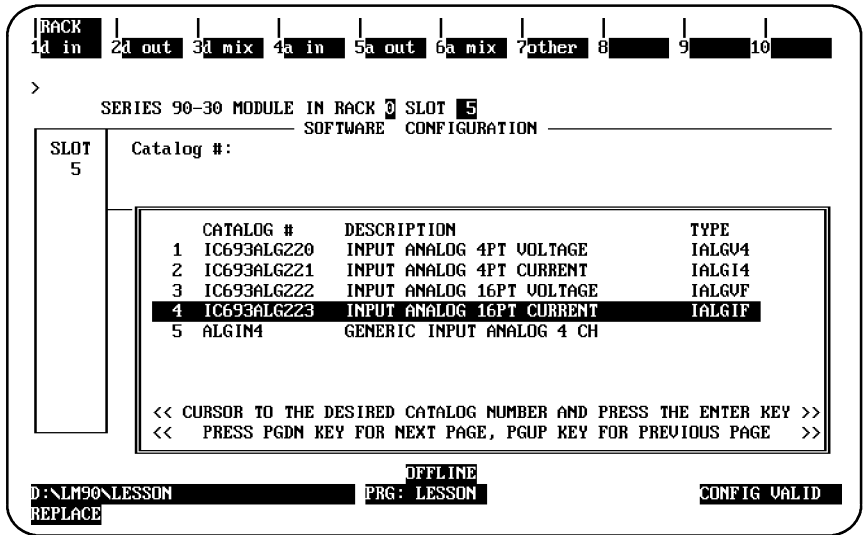 RACK
1d in 2d out 3d mix 4a in 5a out 6a mix 7other 8 9 10
>
SERIES 90-30 MODULE IN RACK 0 SLOT 5
SOFTWARE CONFIGURATION
SLOT Catalog #:
5
CATALOG # DESCRIPTION TYPE
1 IC693ALG220 INPUT ANALOG 4PT VOLTAGE IALGV4
2 IC693ALG221 INPUT ANALOG 4PT CURRENT IALGI4
3 IC693ALG222 INPUT ANALOG 16PT VOLTAGE IALGVF
4 IC693ALG223 INPUT ANALOG 16PT CURRENT IALGIF
5 ALGIN4 GENERIC INPUT ANALOG 4 CH
<< CURSOR TO THE DESIRED CATALOG NUMBER AND PRESS THE ENTER KEY >>
<< PRESS PGDN KEY FOR NEXT PAGE, PGUP KEY FOR PREVIOUS PAGE >>
OFFLINE
D:\LM90\LESSON PRG: LESSON CONFIG VALID
REPLACE